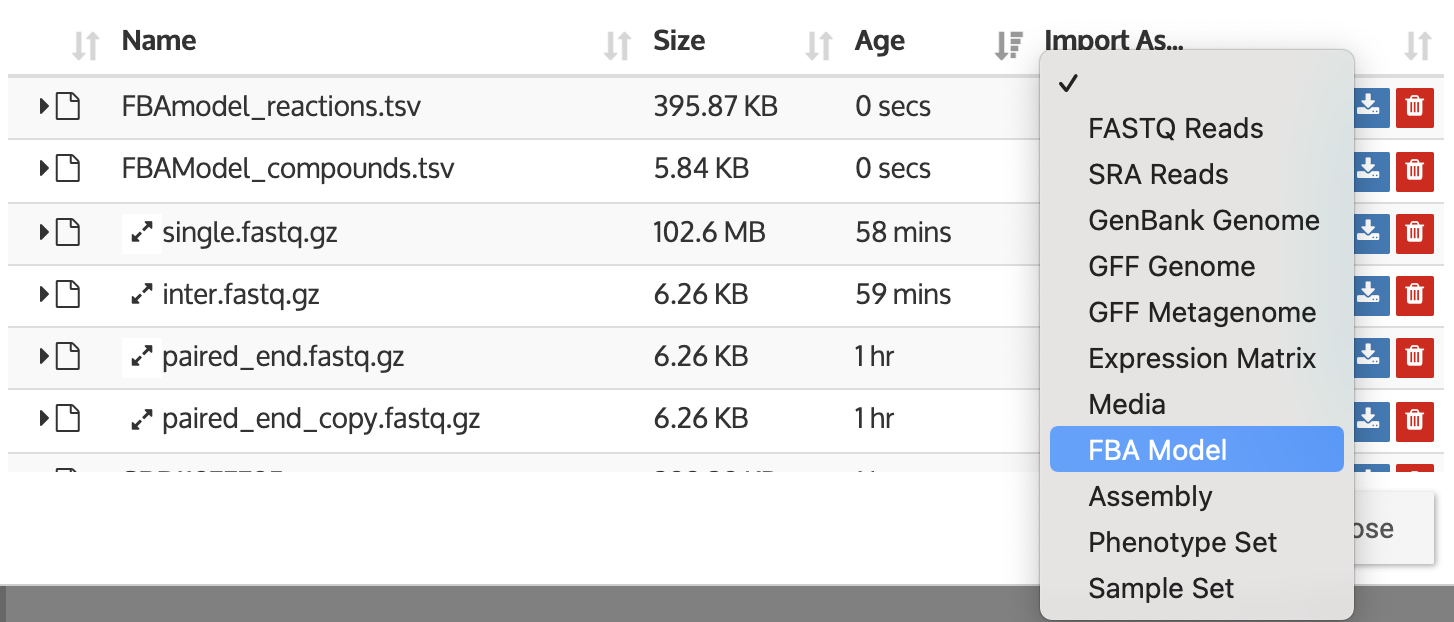 Name Size Age Import As...
FBAmodel_reactions.tsv 395.87 KB 0 secs
FBAModel_compounds.tsv 5.84 KB 0 secs
single.fastq.gz 102.6 MB 58 mins
inter.fastq.gz 6.26 KB 59 mins
paired_end.fastq.gz 6.26 KB 1 hr
paired_end_copy.fastq.gz 6.26 KB 1 hr
FASTQ Reads
SRA Reads
GenBank Genome
GFF Genome
GFF Metagenome
Expression Matrix
Media
FBA Model
Assembly
Phenotype Set
Sample Set
ose